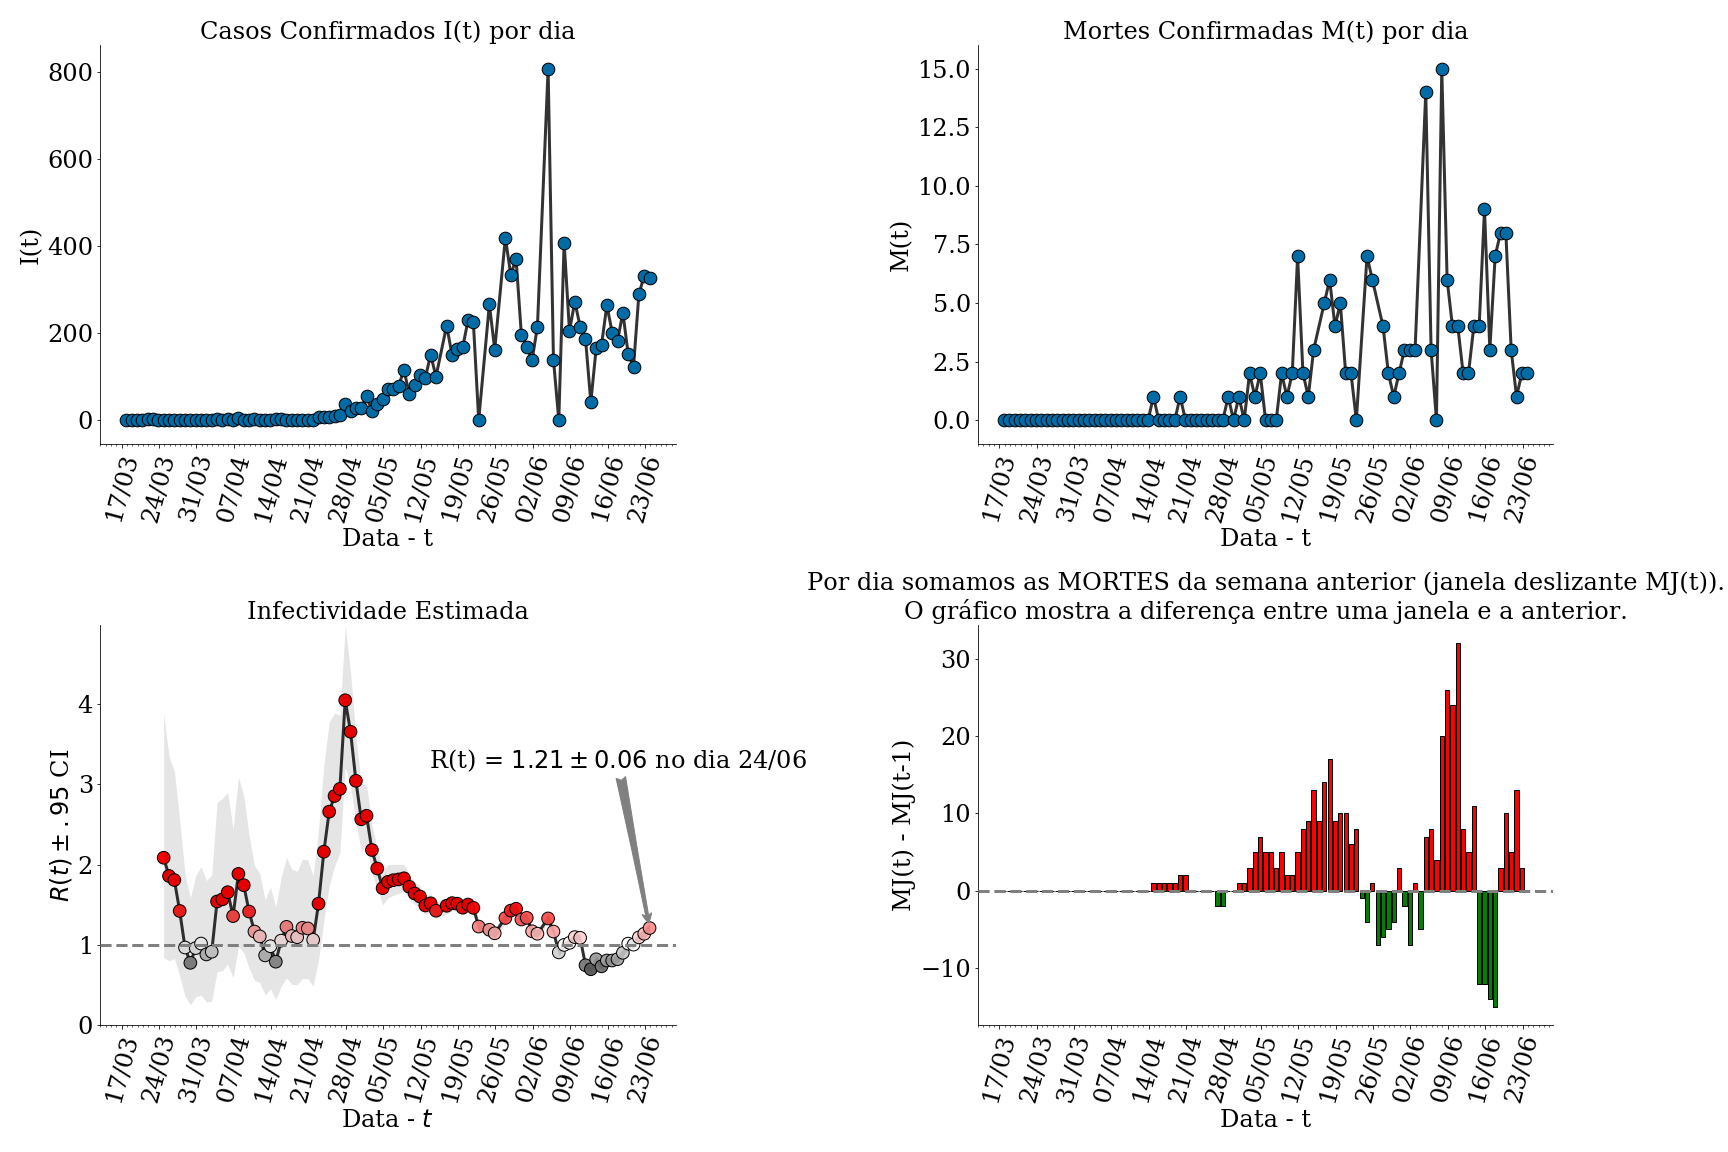 Casos Confirmados I(t) por dia
I(t)
800
600
400
200
0
17/03 24/03 31/03 07/04 14/04 21/04 28/04 05/05 12/05 19/05 26/05 02/06 09/06 16/06 23/06
Data - t
Mortes Confirmadas M(t) por dia
M(t)
15.0
12.5
10.0
7.5
5.0
2.5
0.0
17/03 24/03 31/03 07/04 14/04 21/04 28/04 05/05 12/05 19/05 26/05 02/06 09/06 16/06 23/06
Data - t
Infectividade Estimada
R(t) ± .95 CI
4
3
2
1
0
R(t) = 1.21 ± 0.06 no dia 24/06
17/03 24/03 31/03 07/04 14/04 21/04 28/04 05/05 12/05 19/05 26/05 02/06 09/06 16/06 23/06
Data - t
Por dia somamos as MORTES da semana anterior (janela deslizante MJ(t)).
O gráfico mostra a diferença entre uma janela e a anterior.
MJ(t) - MJ(t-1)
30
20
10
0
−10
17/03 24/03 31/03 07/04 14/04 21/04 28/04 05/05 12/05 19/05 26/05 02/06 09/06 16/06 23/06
Data - t